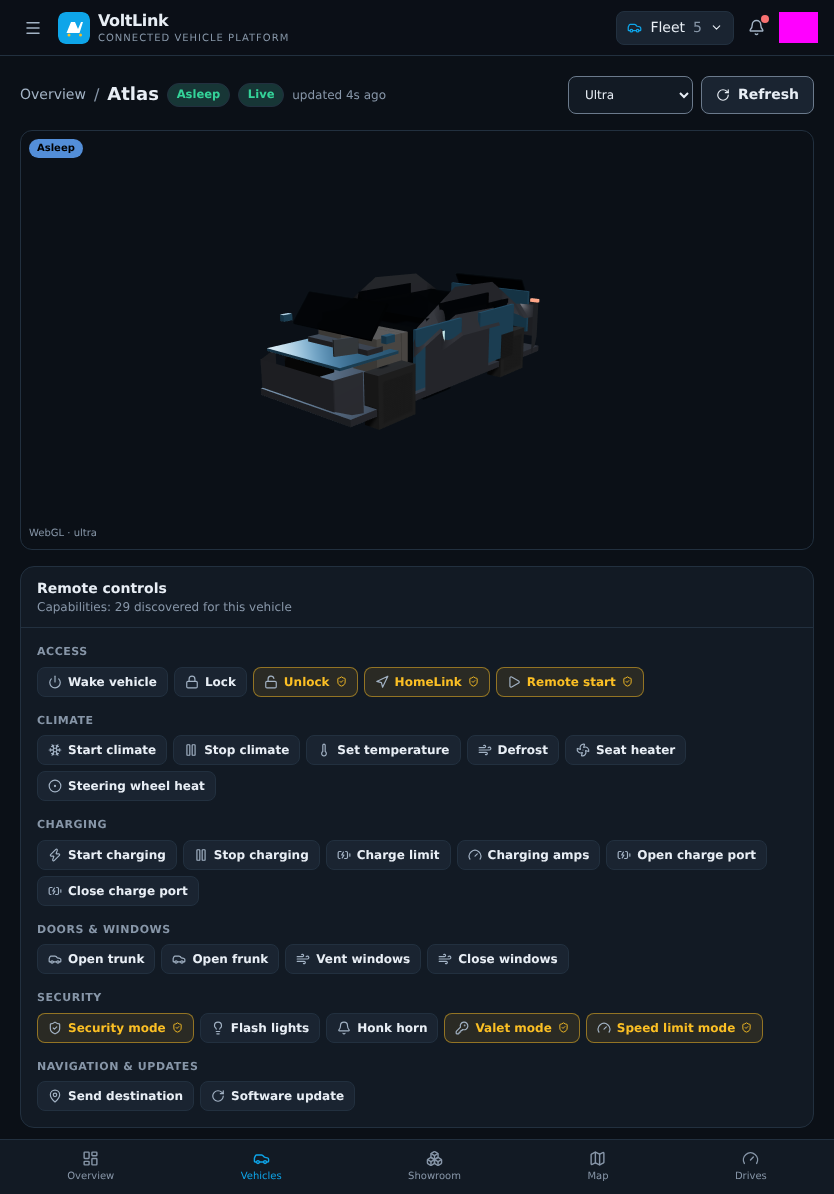 VoltLink
CONNECTED VEHICLE PLATFORM
Fleet 5
Overview / Atlas Asleep Live updated 4s ago
Ultra
Refresh
Asleep
WebGL · ultra
Remote controls
Capabilities: 29 discovered for this vehicle
ACCESS
Wake vehicle Lock Unlock HomeLink Remote start
CLIMATE
Start climate Stop climate Set temperature Defrost Seat heater
Steering wheel heat
CHARGING
Start charging Stop charging Charge limit Charging amps Open charge port
Close charge port
DOORS & WINDOWS
Open trunk Open frunk Vent windows Close windows
SECURITY
Security mode Flash lights Honk horn Valet mode Speed limit mode
NAVIGATION & UPDATES
Send destination Software update
Overview Vehicles Showroom Map Drives